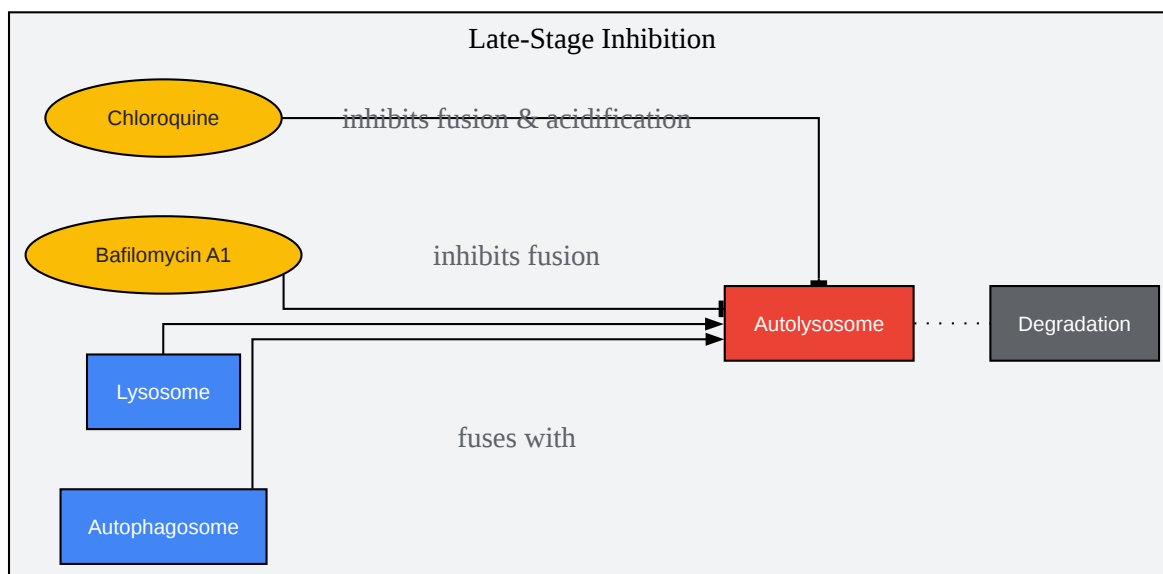 Late-Stage Inhibition
Chloroquine
inhibits fusion & acidification
Bafilomycin A1
inhibits fusion
Autolysosome
Degradation
Lysosome
fuses with
Autophagosome